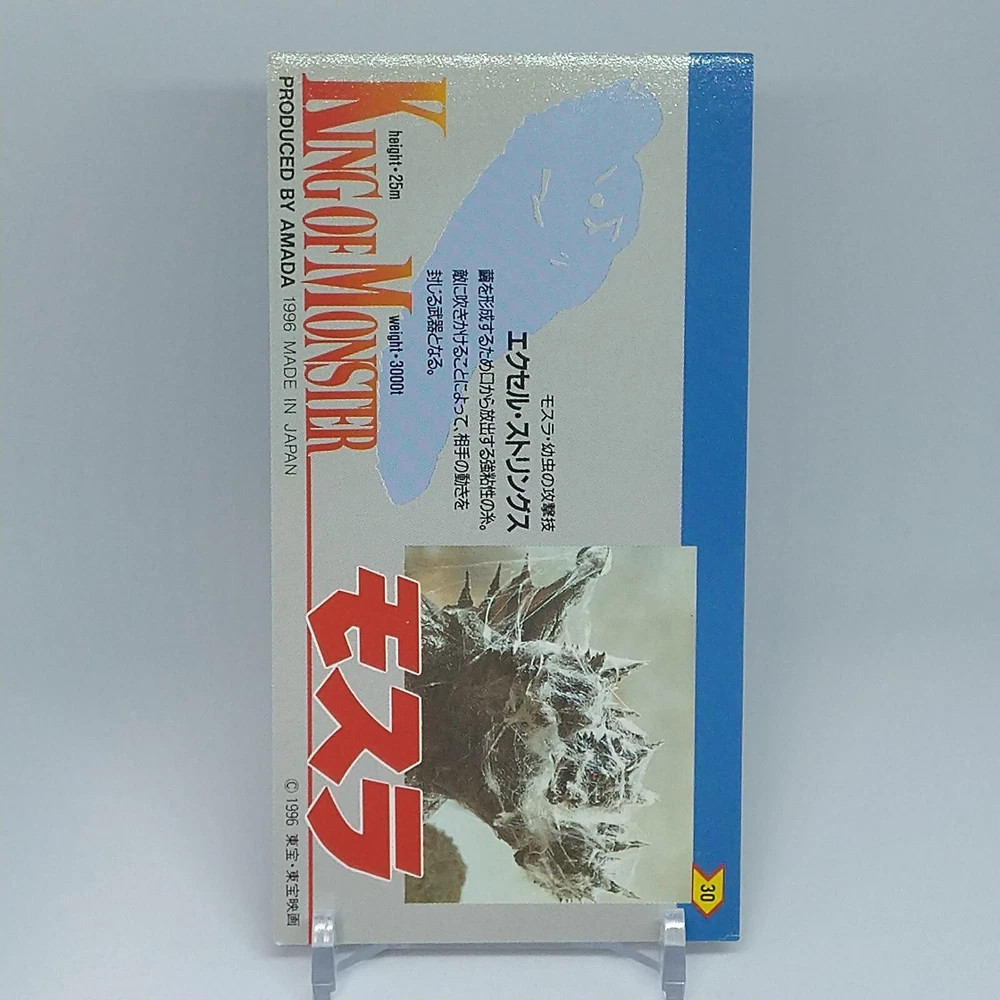 KING OF MONSTER
PRODUCED BY AMADA 1996 MADE IN JAPAN
height・25m
weight・3000t
モスラ・幼虫の攻撃技
エクセル・ストリングス
繭を形成するため口から放出する強粘性の糸。
敵に吹きかけることによって、相手の動きを
封じる武器となる。
モスラ
© 1996 東宝・東宝映画
30